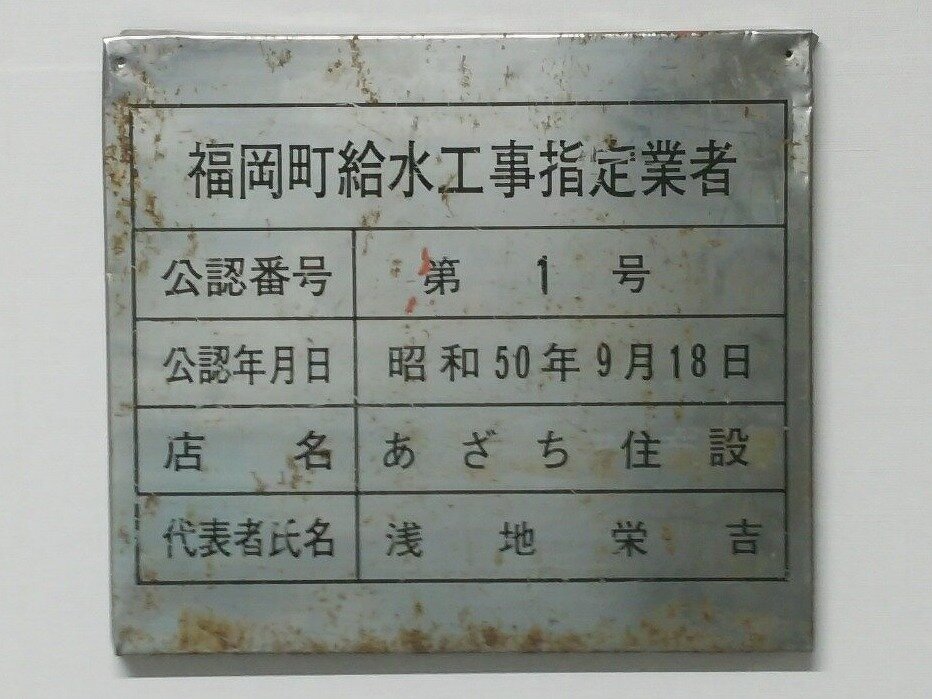 福岡町給水工事指定業者
公認番号 第1号
公認年月日 昭和50年9月18日
店名 あざち住設
代表者氏名 浅地栄吉